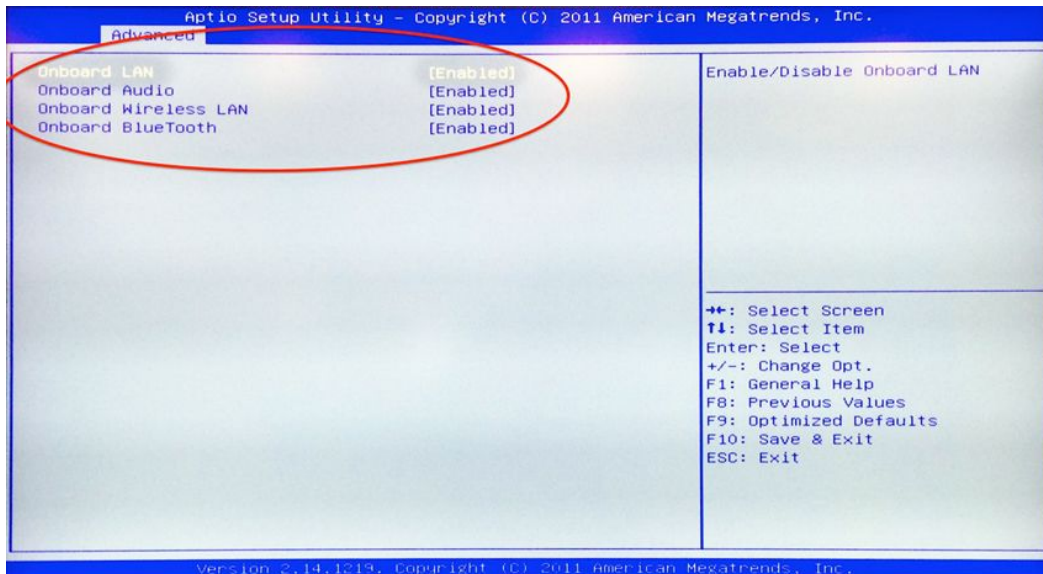 Aptio Setup Utility – Copyright (C) 2011 American Megatrends, Inc.
Advanced
Onboard LAN [Enabled]
Onboard Audio [Enabled]
Onboard Wireless LAN [Enabled]
Onboard BlueTooth [Enabled]
Enable/Disable Onboard LAN
→←: Select Screen
↑↓: Select Item
Enter: Select
+/-: Change Opt.
F1: General Help
F8: Previous Values
F9: Optimized Defaults
F10: Save & Exit
ESC: Exit
Version 2.14.1219. Copyright (C) 2011 American Megatrends, Inc.